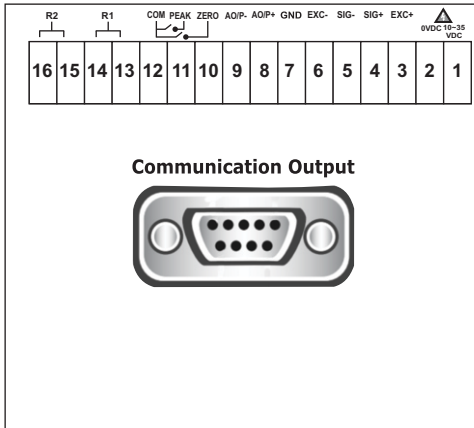 R2 R1 COM PEAK ZERO AO/P- AO/P+ GND EXC- SIG- SIG+ EXC+ 0VDC 10~35 VDC
16 15 14 13 12 11 10 9 8 7 6 5 4 3 2 1
Communication Output